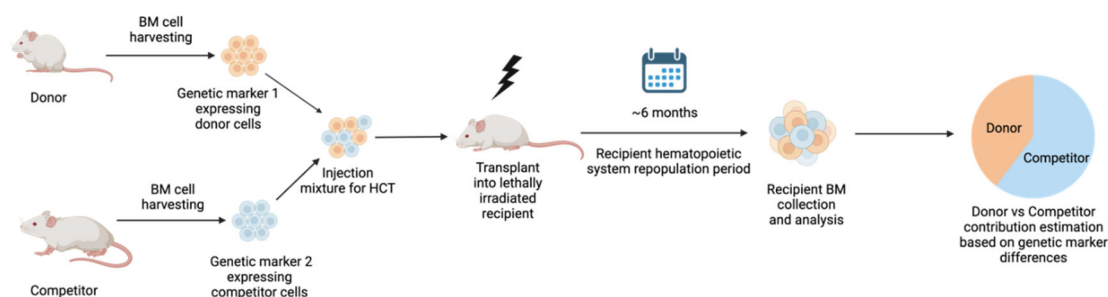 BM cell
harvesting
Donor
Genetic marker 1
expressing
donor cells
BM cell
harvesting
Competitor
Genetic marker 2
expressing
competitor cells
Injection
mixture for HCT
Transplant
into lethally
irradiated
recipient
~6 months
Recipient hematopoietic
system repopulation period
Recipient BM
collection
and analysis
Donor
Competitor
Donor vs Competitor
contribution estimation
based on genetic marker
differences